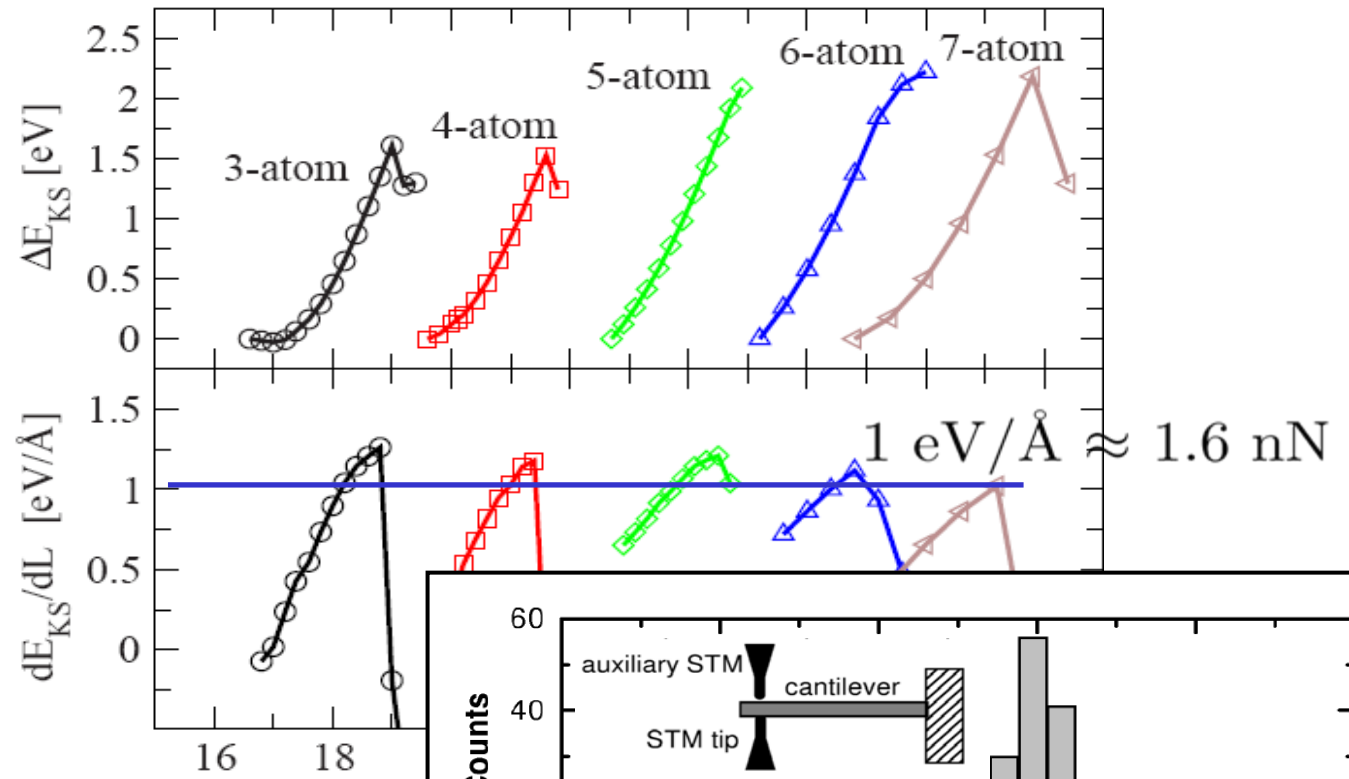 2.5
2
1.5
1
0.5
0
ΔE_KS [eV]
3-atom
4-atom
5-atom
6-atom
7-atom
1.5
1
0.5
0
dE_KS/dL [eV/Å]
1 eV/Å ≈ 1.6 nN
16
18
60
40
Counts
auxiliary STM
cantilever
STM tip